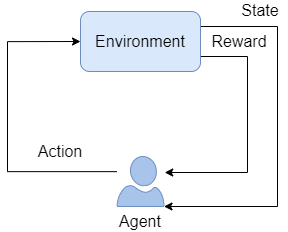 State
Environment
Reward
Action
Agent